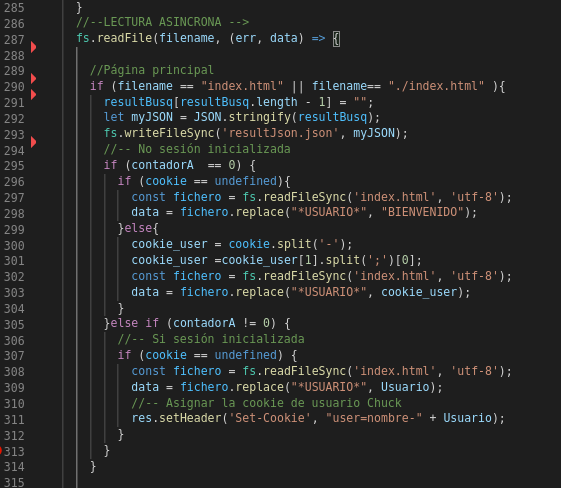 285 }
286 //--LECTURA ASINCRONA -->
287 fs.readFile(filename, (err, data) => {
288
289 //Página principal
290 if (filename == "index.html" || filename== "./index.html" ){
291 resultBusq[resultBusq.length - 1] = "";
292 let myJSON = JSON.stringify(resultBusq);
293 fs.writeFileSync('resultJson.json', myJSON);
294 //-- No sesión inicializada
295 if (contadorA  == 0) {
296 if (cookie == undefined){
297 const fichero = fs.readFileSync('index.html', 'utf-8');
298 data = fichero.replace("*USUARIO*", "BIENVENIDO");
299 }else{
300 cookie_user = cookie.split('-');
301 cookie_user =cookie_user[1].split(';')[0];
302 const fichero = fs.readFileSync('index.html', 'utf-8');
303 data = fichero.replace("*USUARIO*", cookie_user);
304 }
305 }else if (contadorA != 0) {
306 //-- Si sesión inicializada
307 if (cookie == undefined) {
308 const fichero = fs.readFileSync('index.html', 'utf-8');
309 data = fichero.replace("*USUARIO*", Usuario);
310 //-- Asignar la cookie de usuario Chuck
311 res.setHeader('Set-Cookie', "user=nombre-" + Usuario);
312 }
313 }
314 }
315